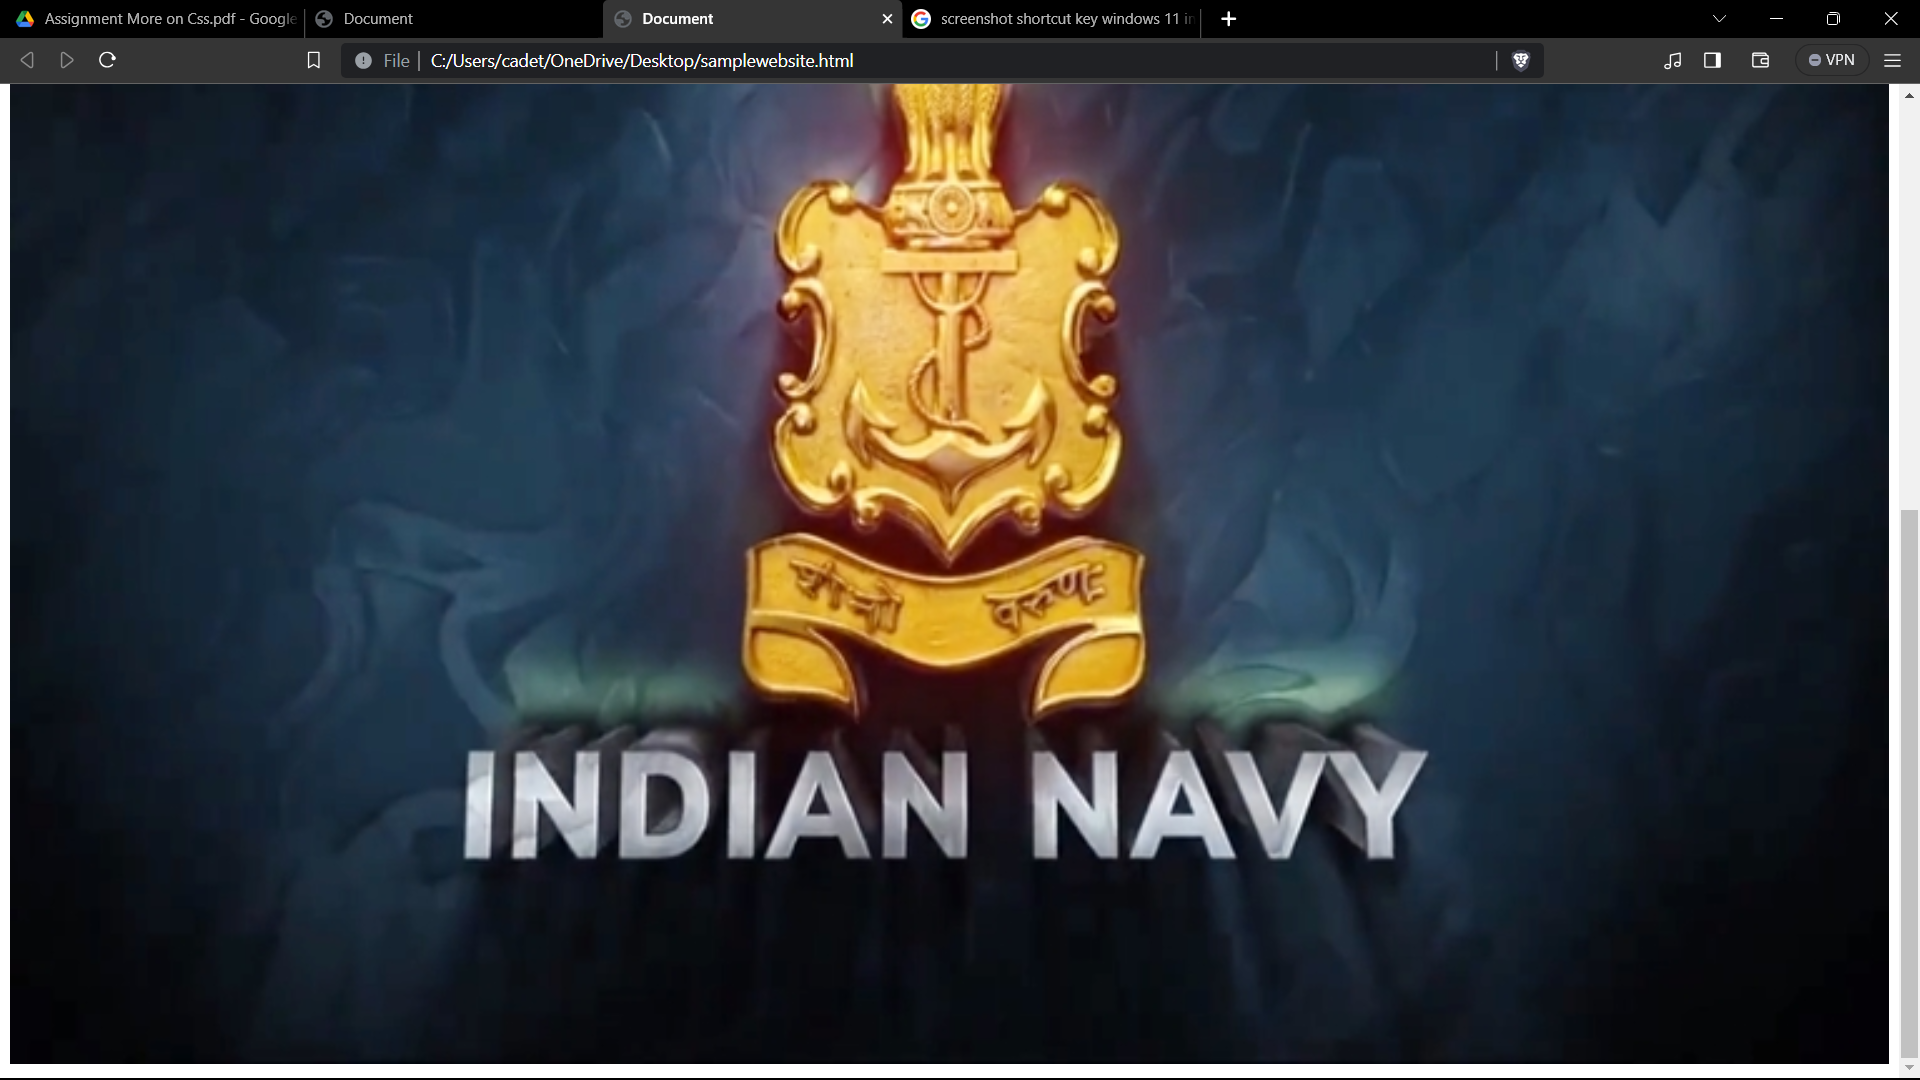 Assignment More on Css.pdf - Google
Document
Document
screenshot shortcut key windows 11 in
File
C:/Users/cadet/OneDrive/Desktop/samplewebsite.html
VPN
शं नो वरुणः
INDIAN NAVY